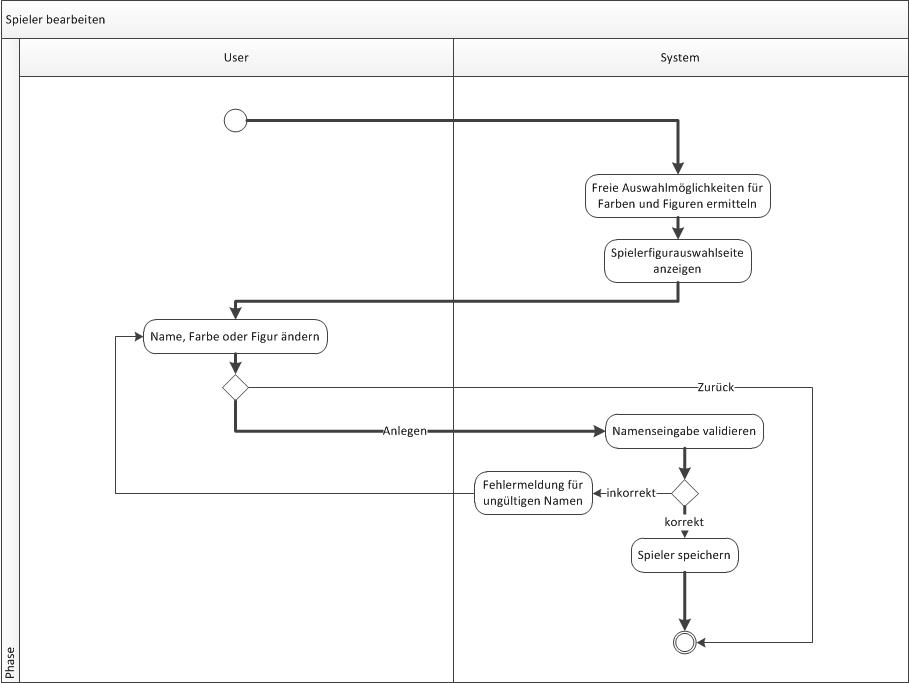 Spieler bearbeiten
User
System
Freie Auswahlmöglichkeiten für
Farben und Figuren ermitteln
Spielerfigurauswahlseite
anzeigen
Name, Farbe oder Figur ändern
Zurück
Anlegen
Namenseingabe validieren
Fehlermeldung für
ungültigen Namen
inkorrekt
korrekt
Spieler speichern
Phase